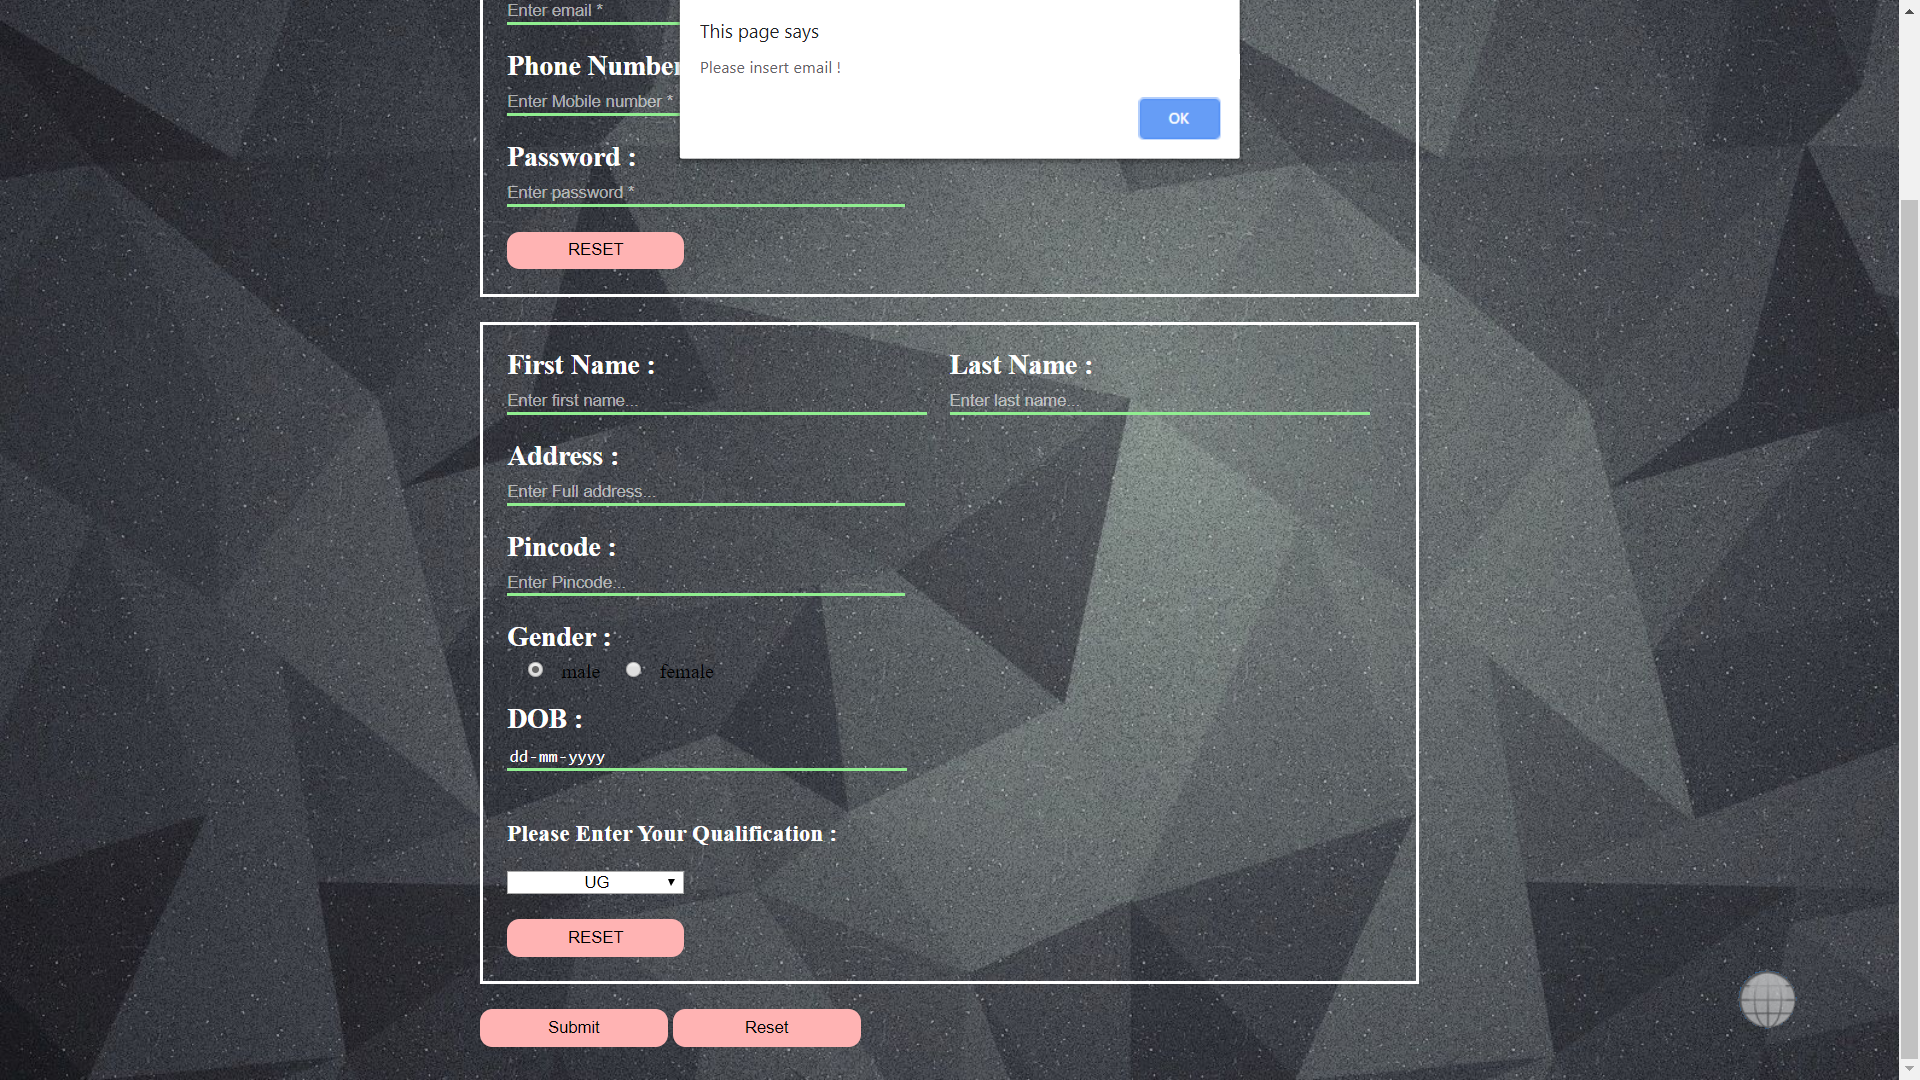 Enter email *
This page says
Please insert email !
OK
Phone Number
Enter Mobile number *
Password :
Enter password *
RESET
First Name :
Last Name :
Enter first name...
Enter last name...
Address :
Enter Full address...
Pincode :
Enter Pincode...
Gender :
male
female
DOB :
dd-mm-yyyy
Please Enter Your Qualification :
UG
RESET
Submit
Reset